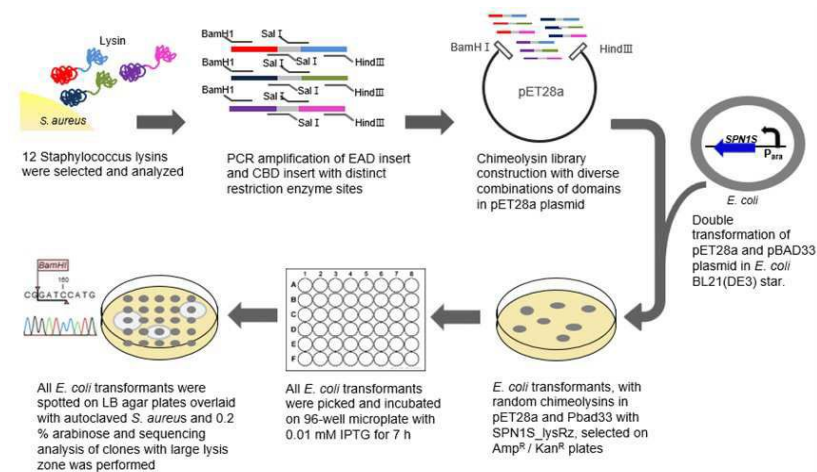 Lysin
S. aureus
12 Staphylococcus lysins
were selected and analyzed
BamH1
Sal I
Sal I
HindIII
BamH1
Sal I
HindIII
BamH1
Sal I
Sal I
HindIII
PCR amplification of EAD insert
and CBD insert with distinct
restriction enzyme sites
BamH I
HindIII
pET28a
Chimeolysin library
construction with diverse
combinations of domains
in pET28a plasmid
SPN1S
Para
E. coli
Double
transformation of
pET28a and pBAD33
plasmid in E. coli
BL21(DE3) star.
BamHI
160
CGGATCCATG
All E. coli transformants were
spotted on LB agar plates overlaid
with autoclaved S. aureus and 0.2
% arabinose and sequencing
analysis of clones with large lysis
zone was performed
1 2 3 4 5 6 7 8
A
B
C
D
E
F
All E. coli transformants
were picked and incubated
on 96-well microplate with
0.01 mM IPTG for 7 h
E. coli transformants, with
random chimeolysins in
pET28a and Pbad33 with
SPN1S_lysRz, selected on
AmpR / KanR plates